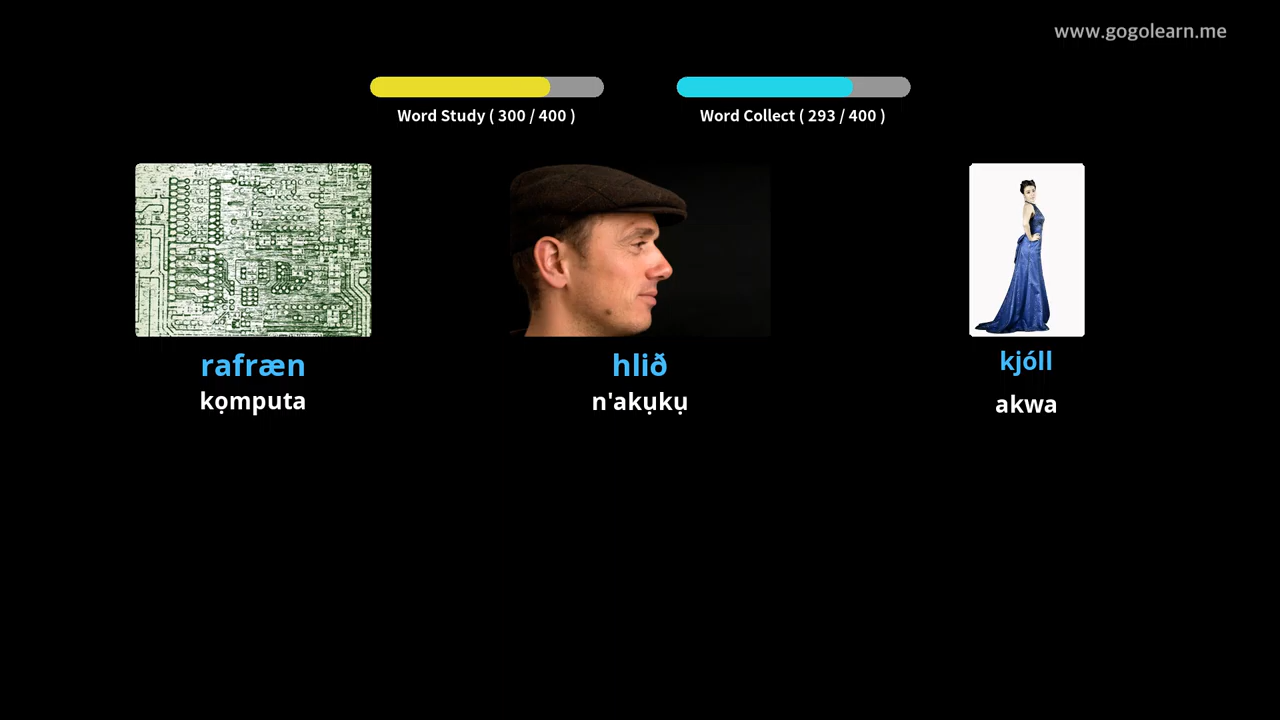 www.gogolearn.me
Word Study ( 300 / 400 )
Word Collect ( 293 / 400 )
rafræn
hlið
kjóll
kọmputa
n'akụkụ
akwa